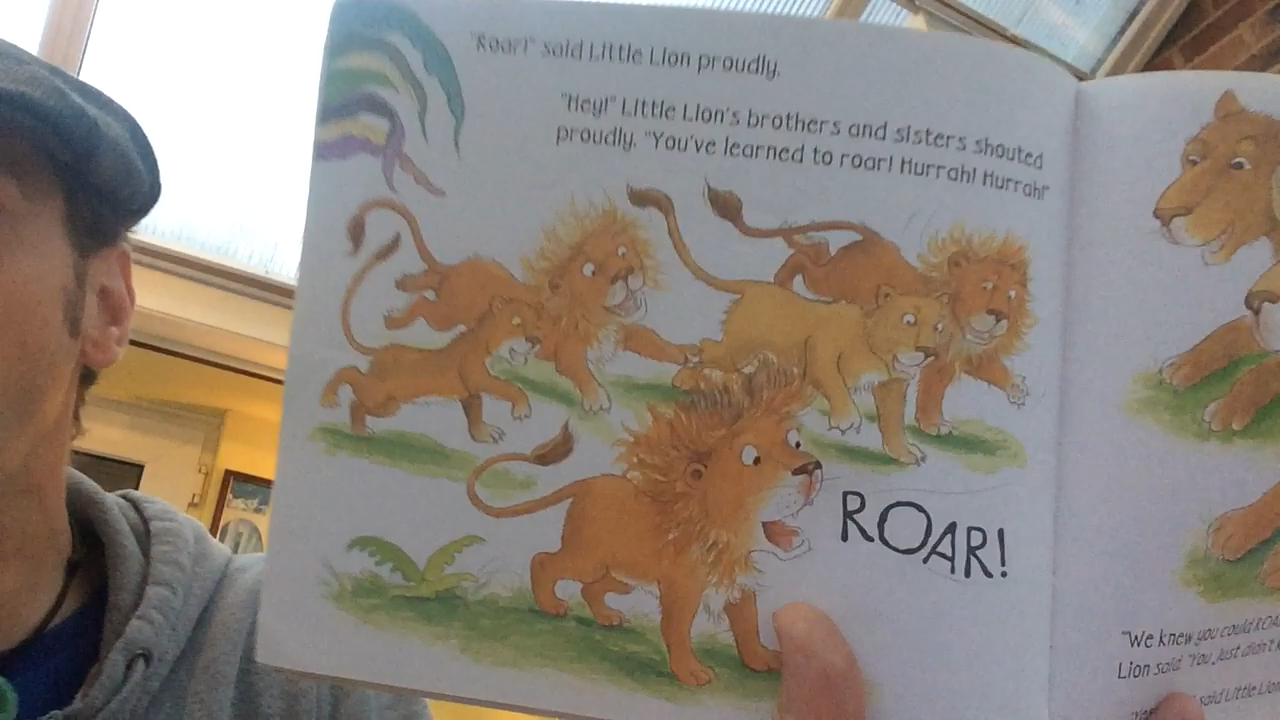 "Roar!" said Little Lion proudly.
"Hey!" Little Lion's brothers and sisters shouted
proudly. "You've learned to roar! Hurrah! Hurrah!"
ROAR!
"We knew you could ROA
Lion said. "You just didn't k
said Little Lion